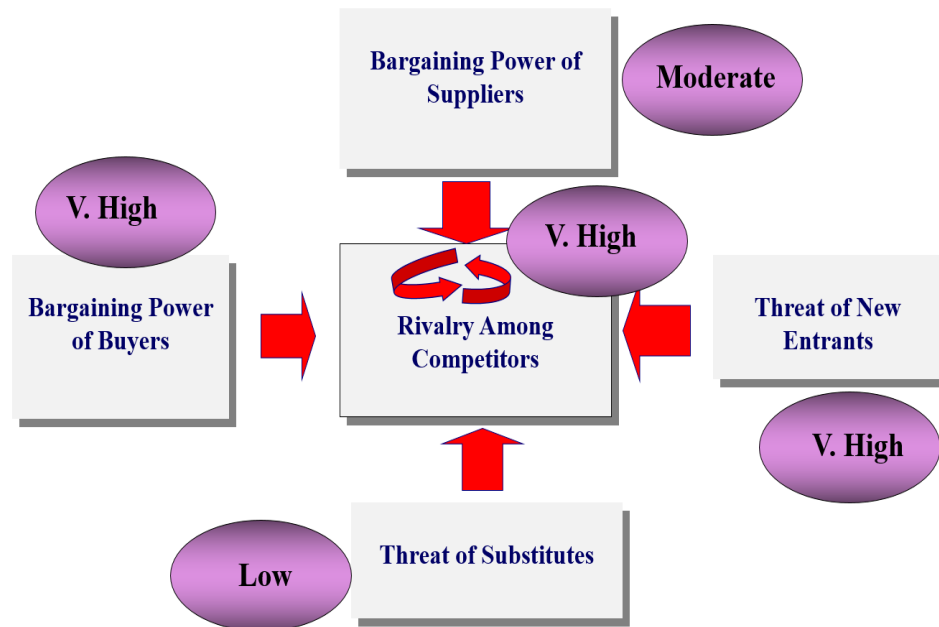 Bargaining Power of
Suppliers
Moderate
V. High
Bargaining Power
of Buyers
V. High
Rivalry Among
Competitors
Threat of New
Entrants
V. High
Threat of Substitutes
Low